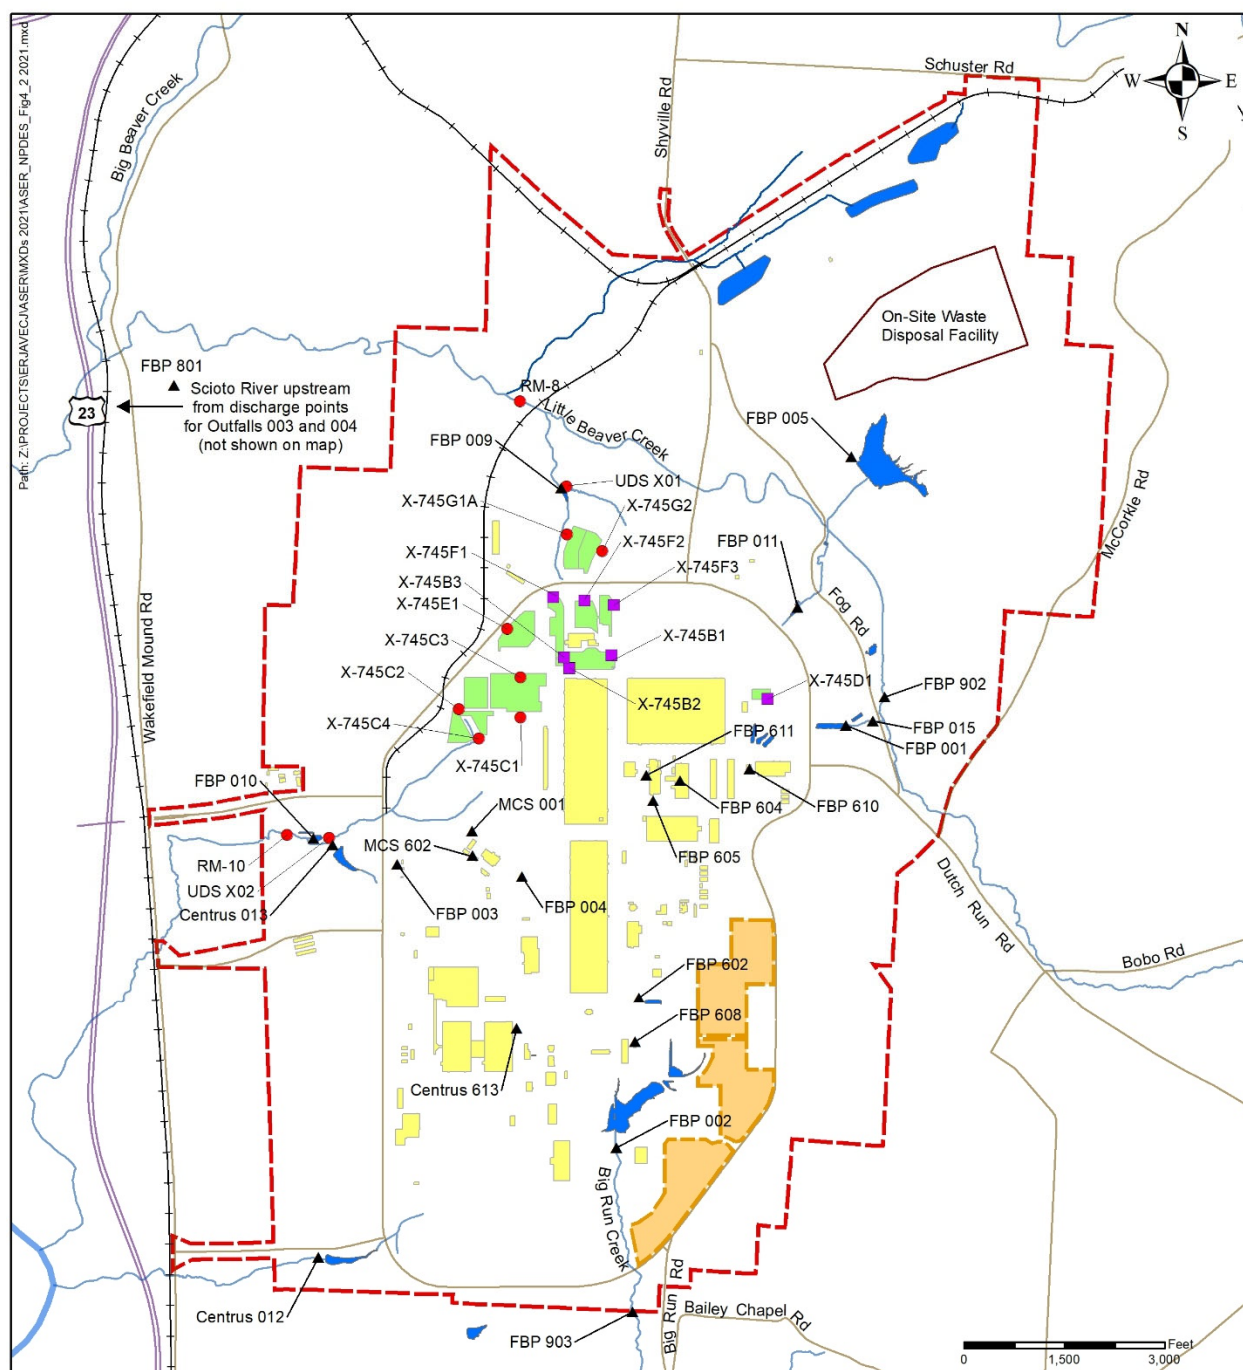 Path: Z:\PROJECTS\ERJAVECJ\ASER\MXDs 2021\ASER_NPDES_Fig4_2 2021.mxd
N
W
E
S
Schuster Rd
Shyville Rd
Big Beaver Creek
On-Site Waste
Disposal Facility
FBP 801
Scioto River upstream
from discharge points
for Outfalls 003 and 004
(not shown on map)
23
RM-8
Little Beaver Creek
FBP 005
FBP 009
UDS X01
X-745G1A
X-745G2
McCorkle Rd
X-745F1
X-745F2
FBP 011
X-745B3
X-745F3
X-745E1
Fog Rd
Wakefield Mound Rd
X-745C3
X-745B1
X-745C2
X-745D1
FBP 902
X-745B2
X-745C4
FBP 611
FBP 015
FBP 001
X-745C1
FBP 010
MCS 001
FBP 604
FBP 610
MCS 602
FBP 605
RM-10
UDS X02
Centrus 013
FBP 003
FBP 004
Dutch Run Rd
Bobo Rd
FBP 602
FBP 608
Centrus 613
FBP 002
Big Run Creek
Big Run Rd
Centrus 012
Bailey Chapel Rd
FBP 903
Feet
0
1,500
3,000